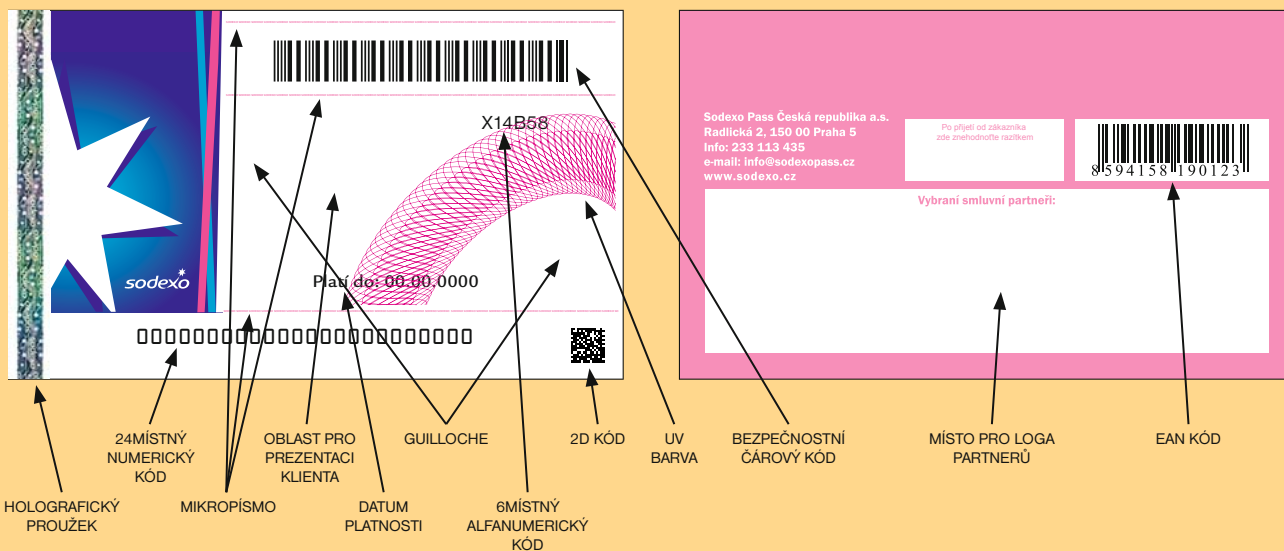 X14B58
sodexo
Platí do: 00.00.0000
000000000000000000000000
Sodexo Pass Česká republika a.s.
Radlická 2, 150 00 Praha 5
Info: 233 113 435
e-mail: info@sodexopass.cz
www.sodexo.cz
Po přijetí od zákazníka
zde znehodnoťte razítkem
8 594158 190123
Vybraní smluvní partneři:
24MÍSTNÝ
NUMERICKÝ
KÓD
OBLAST PRO
PREZENTACI
KLIENTA
GUILLOCHE
2D KÓD
UV
BARVA
BEZPEČNOSTNÍ
ČÁROVÝ KÓD
MÍSTO PRO LOGA
PARTNERŮ
EAN KÓD
HOLOGRAFICKÝ
PROUŽEK
MIKROPÍSMO
DATUM
PLATNOSTI
6MÍSTNÝ
ALFANUMERICKÝ
KÓD